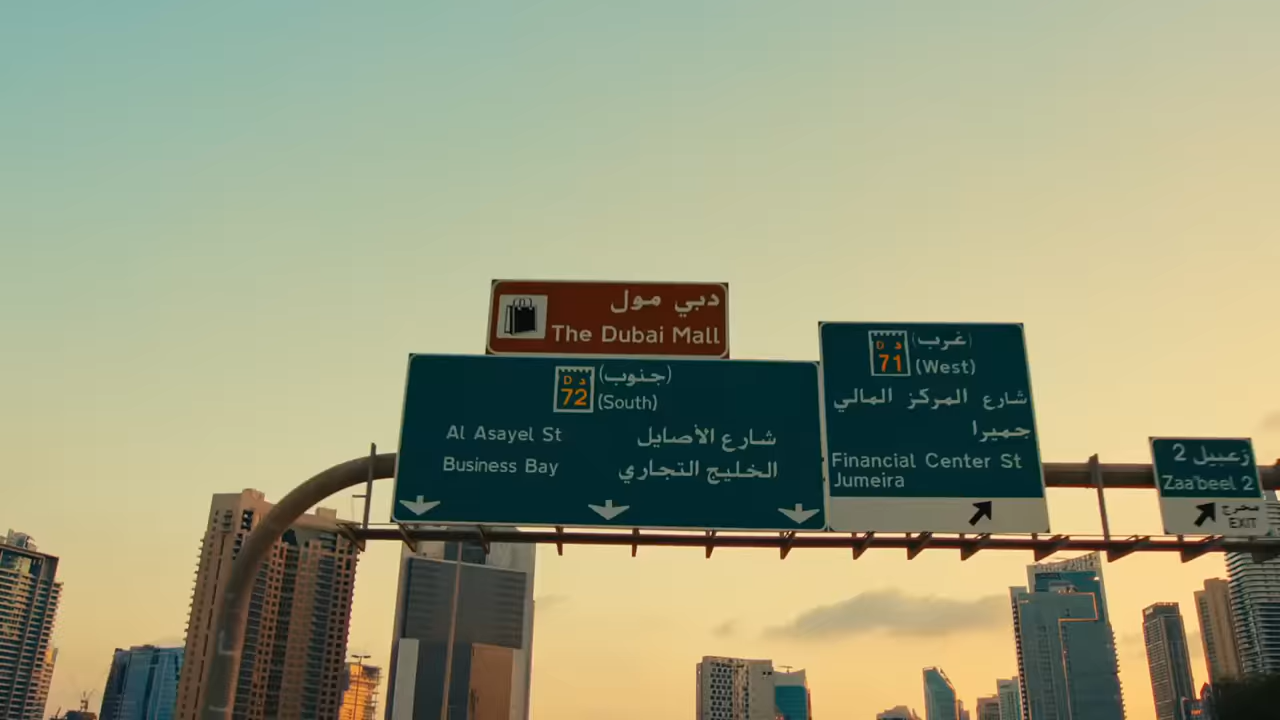 دبي مول
The Dubai Mall
D د
72
(جنوب)
(South)
Al Asayel St
شارع الأصايل
Business Bay
الخليج التجاري
D د
71
(غرب)
(West)
شارع المركز المالي
جميرا
Financial Center St
Jumeira
زعبيل 2
Zaa'beel 2
مخرج
EXIT